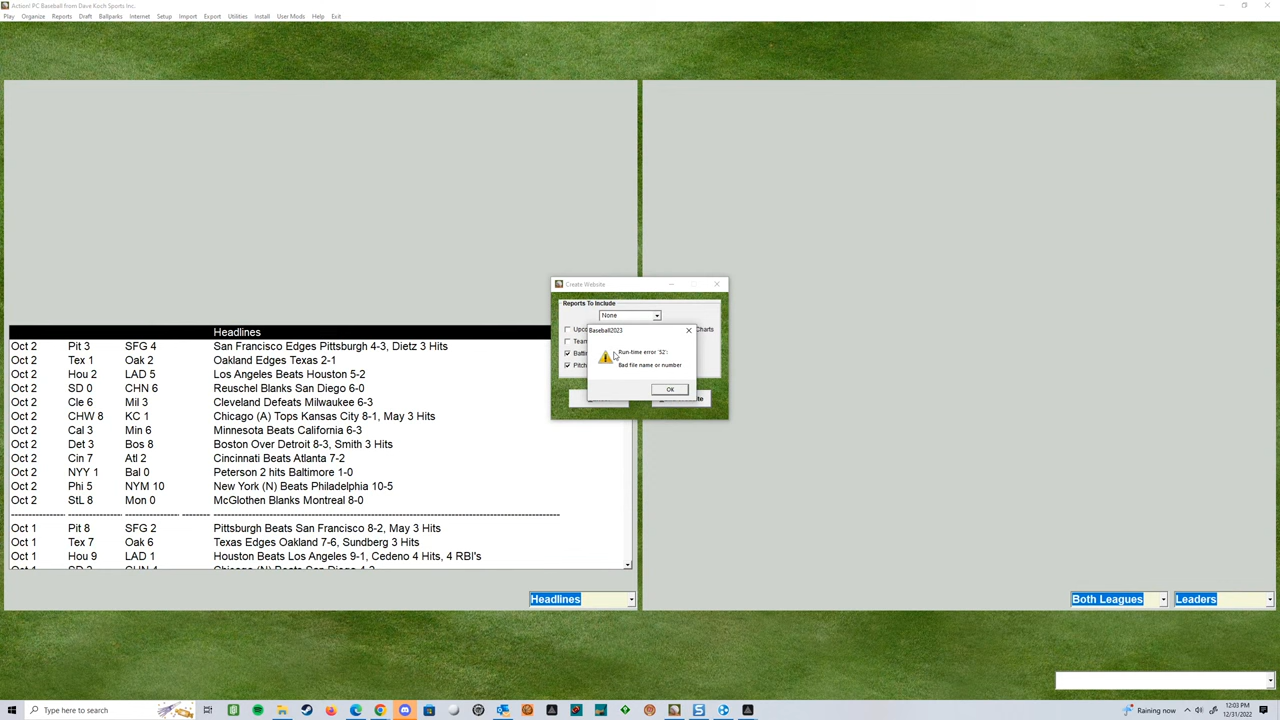 Action! PC Baseball from Dave Koch Sports Inc.
Play Organize Reports Draft Ballparks Internet Setup Import Export Utilities Install User Mods Help Exit
Create Website
Reports To Include
None
Charts
Baseball2023
Run-time error '52':
Bad file name or number
OK
Headlines
Oct 2 Pit 3 SFG 4 San Francisco Edges Pittsburgh 4-3, Dietz 3 Hits
Oct 2 Tex 1 Oak 2 Oakland Edges Texas 2-1
Oct 2 Hou 2 LAD 5 Los Angeles Beats Houston 5-2
Oct 2 SD 0 CHN 6 Reuschel Blanks San Diego 6-0
Oct 2 Cle 6 Mil 3 Cleveland Defeats Milwaukee 6-3
Oct 2 CHW 8 KC 1 Chicago (A) Tops Kansas City 8-1, May 3 Hits
Oct 2 Cal 3 Min 6 Minnesota Beats California 6-3
Oct 2 Det 3 Bos 8 Boston Over Detroit 8-3, Smith 3 Hits
Oct 2 Cin 7 Atl 2 Cincinnati Beats Atlanta 7-2
Oct 2 NYY 1 Bal 0 Peterson 2 hits Baltimore 1-0
Oct 2 Phi 5 NYM 10 New York (N) Beats Philadelphia 10-5
Oct 2 StL 8 Mon 0 McGlothen Blanks Montreal 8-0
Oct 1 Pit 8 SFG 2 Pittsburgh Beats San Francisco 8-2, May 3 Hits
Oct 1 Tex 7 Oak 6 Texas Edges Oakland 7-6, Sundberg 3 Hits
Oct 1 Hou 9 LAD 1 Houston Beats Los Angeles 9-1, Cedeno 4 Hits, 4 RBI's
Headlines
Both Leagues
Leaders
Type here to search
Raining now
12:03 PM
12/31/2022